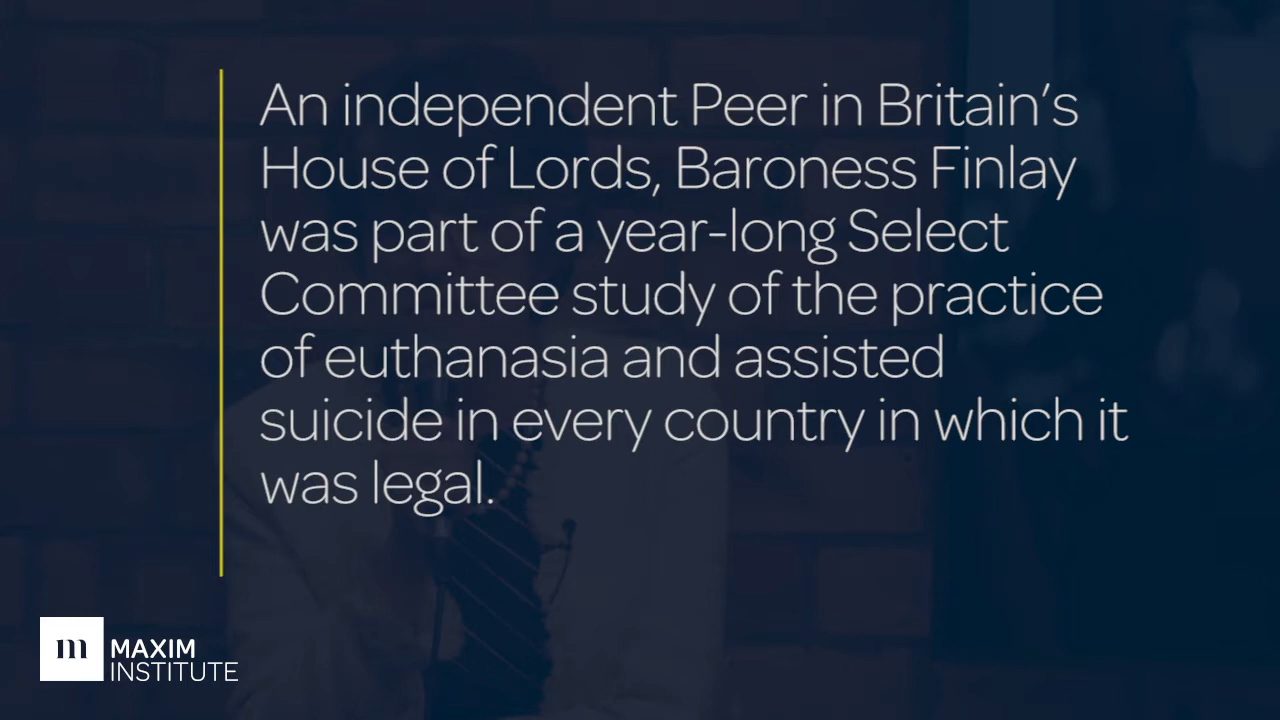 An independent Peer in Britain’s
House of Lords, Baroness Finlay
was part of a year-long Select
Committee study of the practice
of euthanasia and assisted
suicide in every country in which it
was legal.
m
MAXIM
INSTITUTE